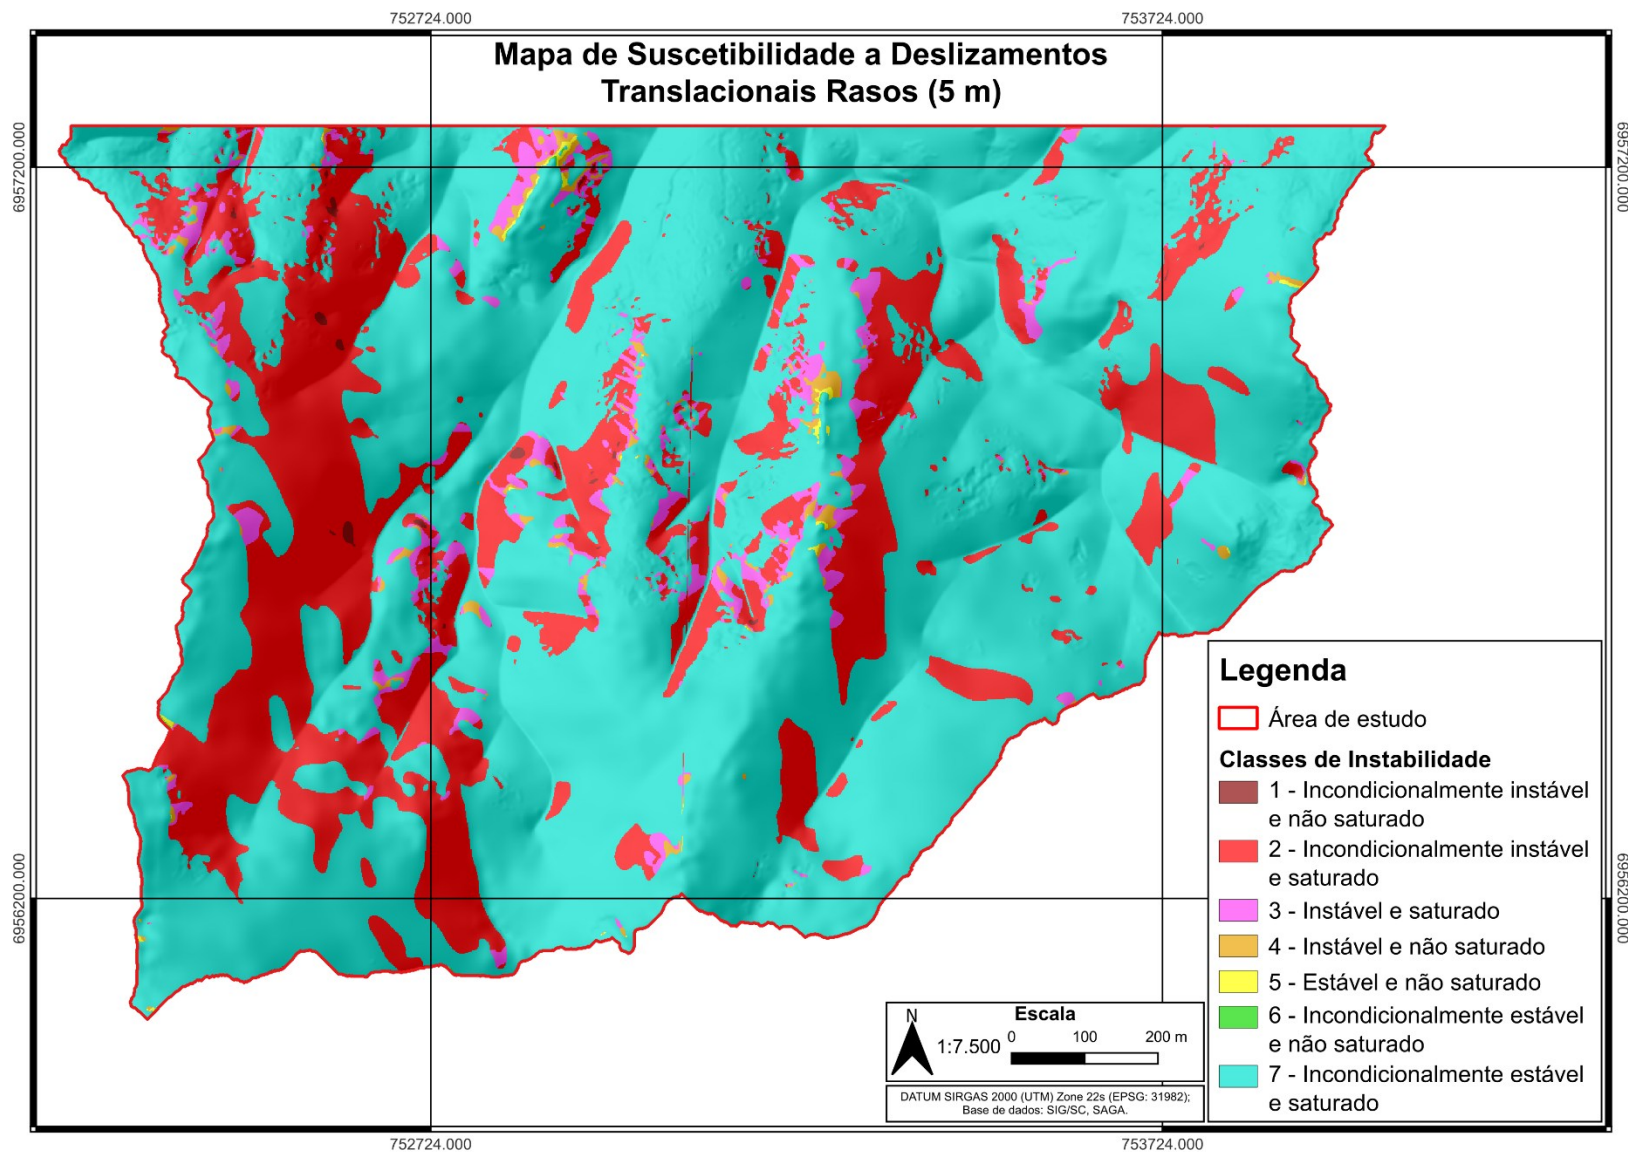 752724.000
753724.000
Mapa de Suscetibilidade a Deslizamentos
Translacionais Rasos (5 m)
6957200.000
6957200.000
6956200.000
6956200.000
Legenda
Área de estudo
Classes de Instabilidade
1 - Incondicionalmente instável
e não saturado
2 - Incondicionalmente instável
e saturado
3 - Instável e saturado
4 - Instável e não saturado
5 - Estável e não saturado
6 - Incondicionalmente estável
e não saturado
7 - Incondicionalmente estável
e saturado
N
Escala
1:7.500
0 100 200 m
DATUM SIRGAS 2000 (UTM) Zone 22s (EPSG: 31982);
Base de dados: SIG/SC, SAGA.
752724.000
753724.000